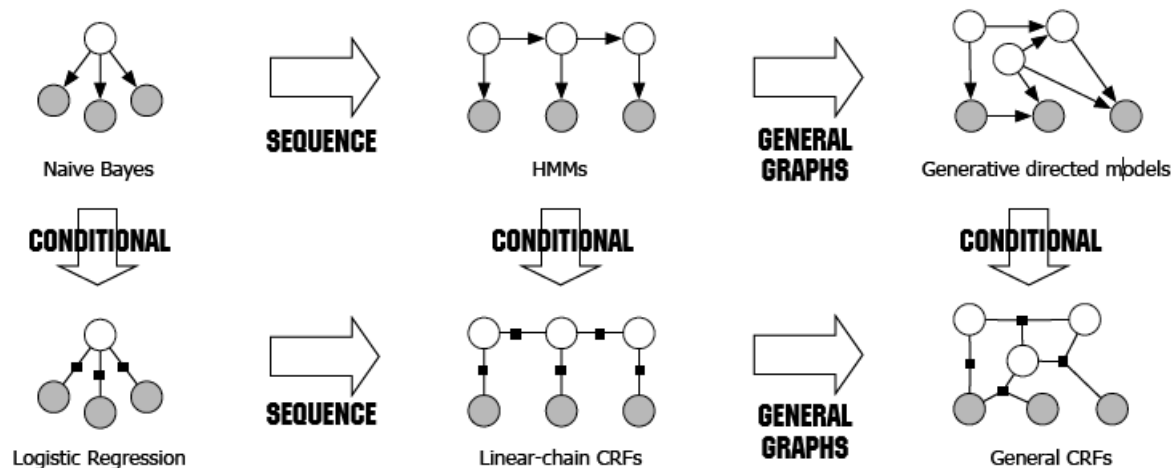 SEQUENCE
GENERAL
GRAPHS
Naive Bayes
HMMs
Generative directed models
CONDITIONAL
CONDITIONAL
CONDITIONAL
SEQUENCE
GENERAL
GRAPHS
Logistic Regression
Linear-chain CRFs
General CRFs